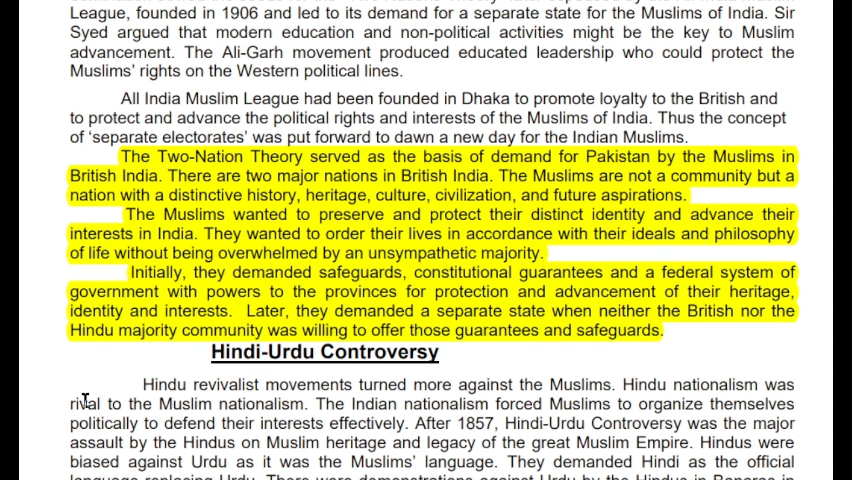 League, founded in 1906 and led to its demand for a separate state for the Muslims of India. Sir
Syed argued that modern education and non-political activities might be the key to Muslim
advancement. The Ali-Garh movement produced educated leadership who could protect the
Muslims’ rights on the Western political lines.
All India Muslim League had been founded in Dhaka to promote loyalty to the British and
to protect and advance the political rights and interests of the Muslims of India. Thus the concept
of ‘separate electorates’ was put forward to dawn a new day for the Indian Muslims.
The Two-Nation Theory served as the basis of demand for Pakistan by the Muslims in
British India. There are two major nations in British India. The Muslims are not a community but a
nation with a distinctive history, heritage, culture, civilization, and future aspirations.
The Muslims wanted to preserve and protect their distinct identity and advance their
interests in India. They wanted to order their lives in accordance with their ideals and philosophy
of life without being overwhelmed by an unsympathetic majority.
Initially, they demanded safeguards, constitutional guarantees and a federal system of
government with powers to the provinces for protection and advancement of their heritage,
identity and interests. Later, they demanded a separate state when neither the British nor the
Hindu majority community was willing to offer those guarantees and safeguards.
Hindi-Urdu Controversy
Hindu revivalist movements turned more against the Muslims. Hindu nationalism was
rival to the Muslim nationalism. The Indian nationalism forced Muslims to organize themselves
politically to defend their interests effectively. After 1857, Hindi-Urdu Controversy was the major
assault by the Hindus on Muslim heritage and legacy of the great Muslim Empire. Hindus were
biased against Urdu as it was the Muslims’ language. They demanded Hindi as the official
language replacing Urdu. There were demonstrations against Urdu by the Hindus in Banaras in